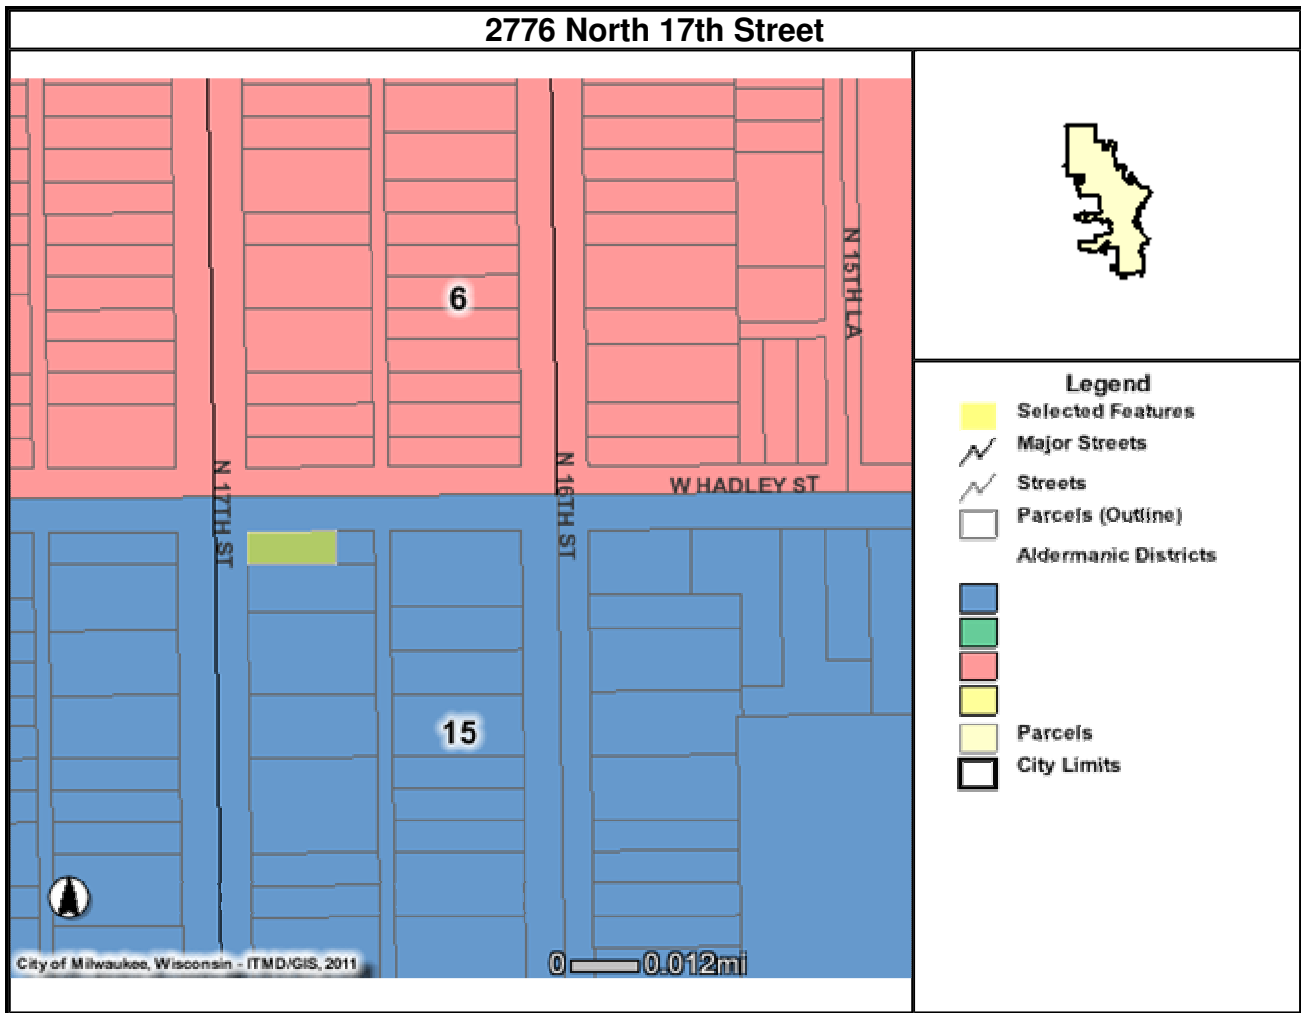 2776 North 17th Street
6
N 15TH LA
N 17TH ST
N 16TH ST
W HADLEY ST
15
City of Milwaukee, Wisconsin - ITMD/GIS, 2011
0 0.012mi
Legend
Selected Features
Major Streets
Streets
Parcels (Outline)
Aldermanic Districts
Parcels
City Limits